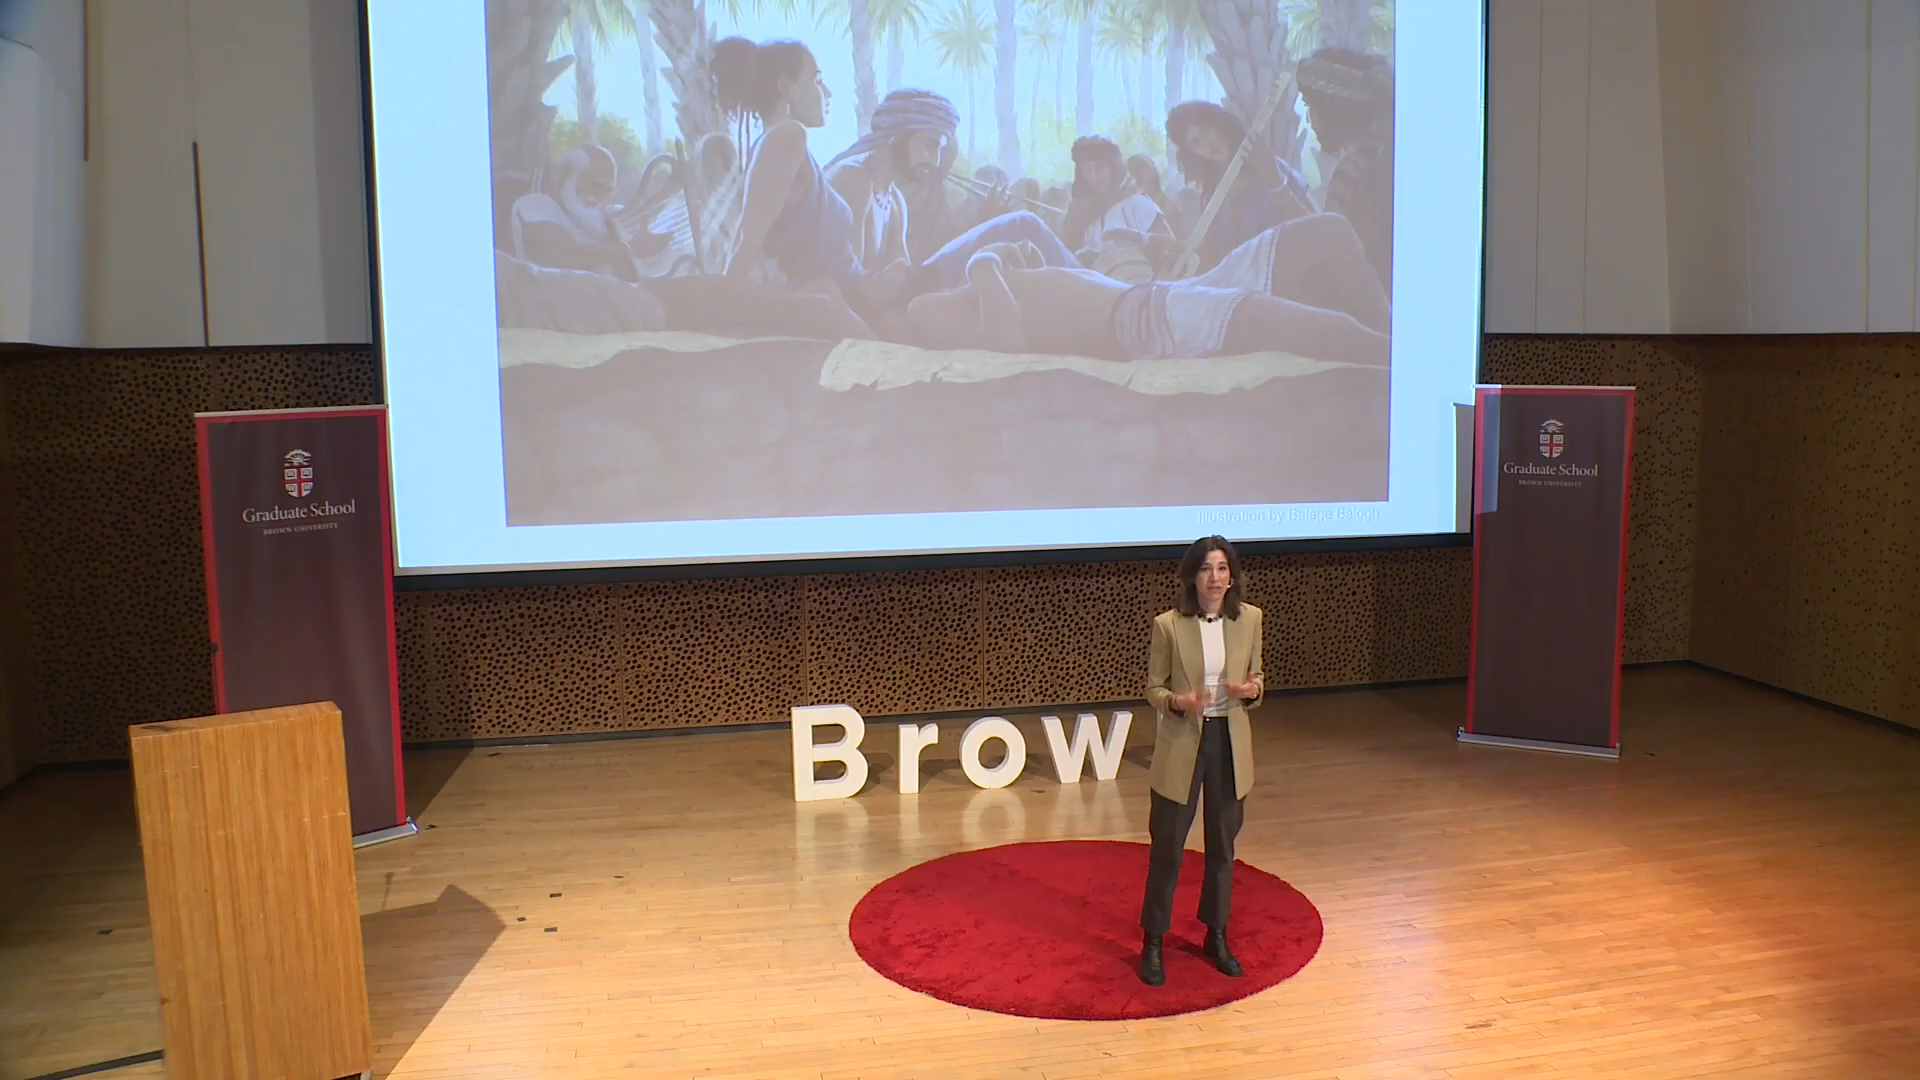 Illustration by Balage Balogh
Graduate School
BROWN UNIVERSITY
Graduate School
BROWN UNIVERSITY
Brow